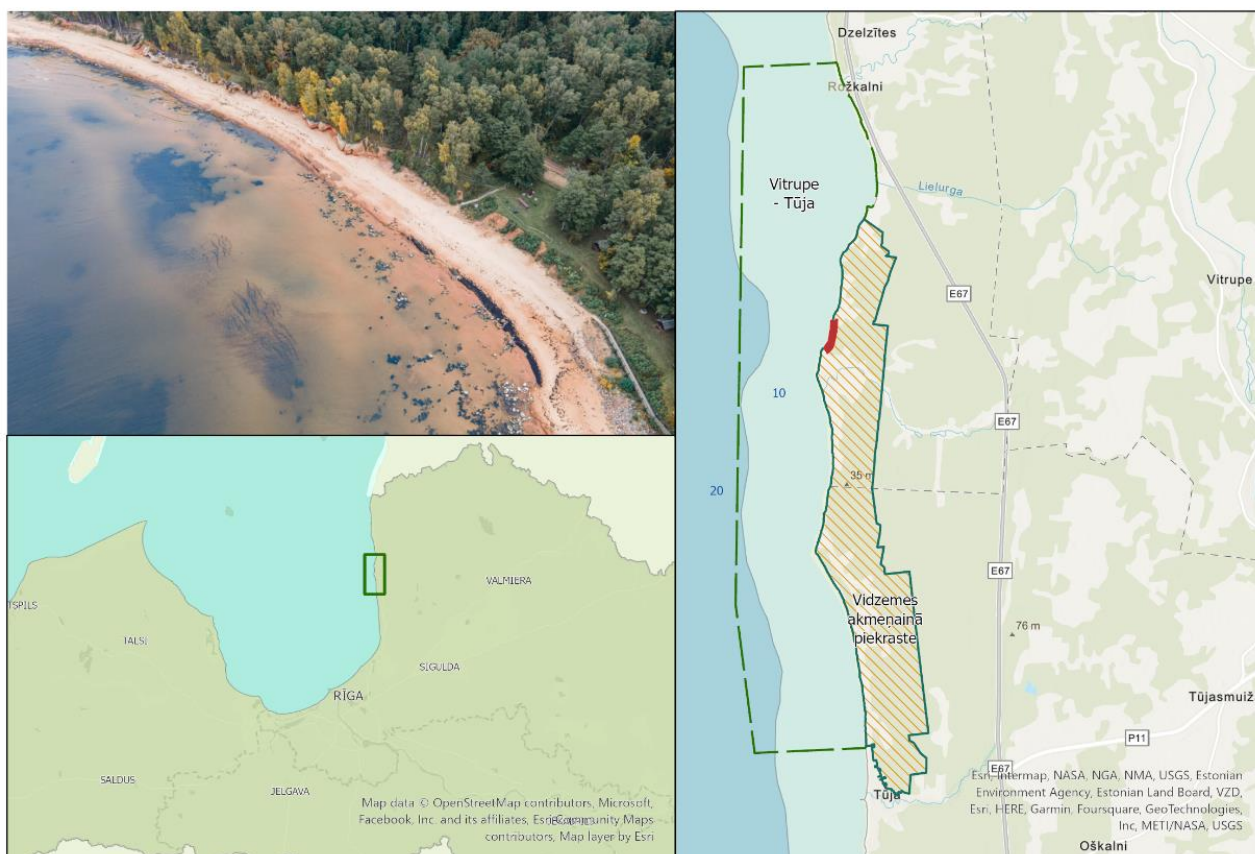 TSPILS
TALSI
VALMIERA
SIGULDA
RĪGA
SALDUS
JELGAVA
Map data © OpenStreetMap contributors, Microsoft,
Facebook, Inc. and its affiliates, Esri Community Maps
contributors, Map layer by Esri
Dzelzītes
Rožkalni
Vitrupe
- Tūja
Lielurga
Vitrupe
E67
10
E67
20
35 m
E67
Vidzemes
akmeņainā
piekraste
76 m
Tūjasmuiž
P11
E67
Tūja
Esri, Intermap, NASA, NGA, NMA, USGS, Estonian
Environment Agency, Estonian Land Board, VZD,
Esri, HERE, Garmin, Foursquare, GeoTechnologies,
Inc, METI/NASA, USGS
Oškalni